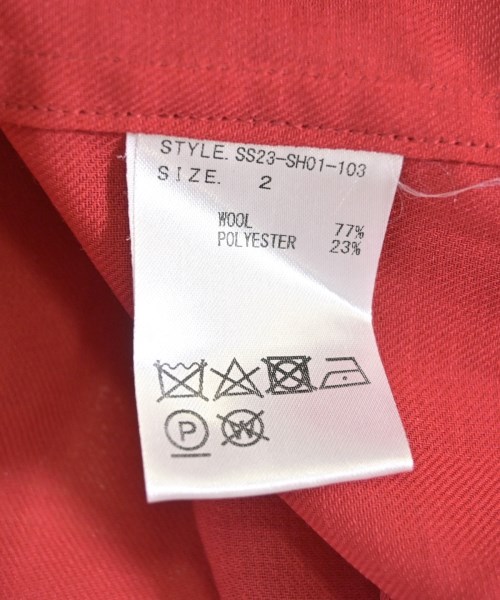 STYLE. SS23-SH01-103
SIZE. 2
WOOL 77%
POLYESTER 23%
P W